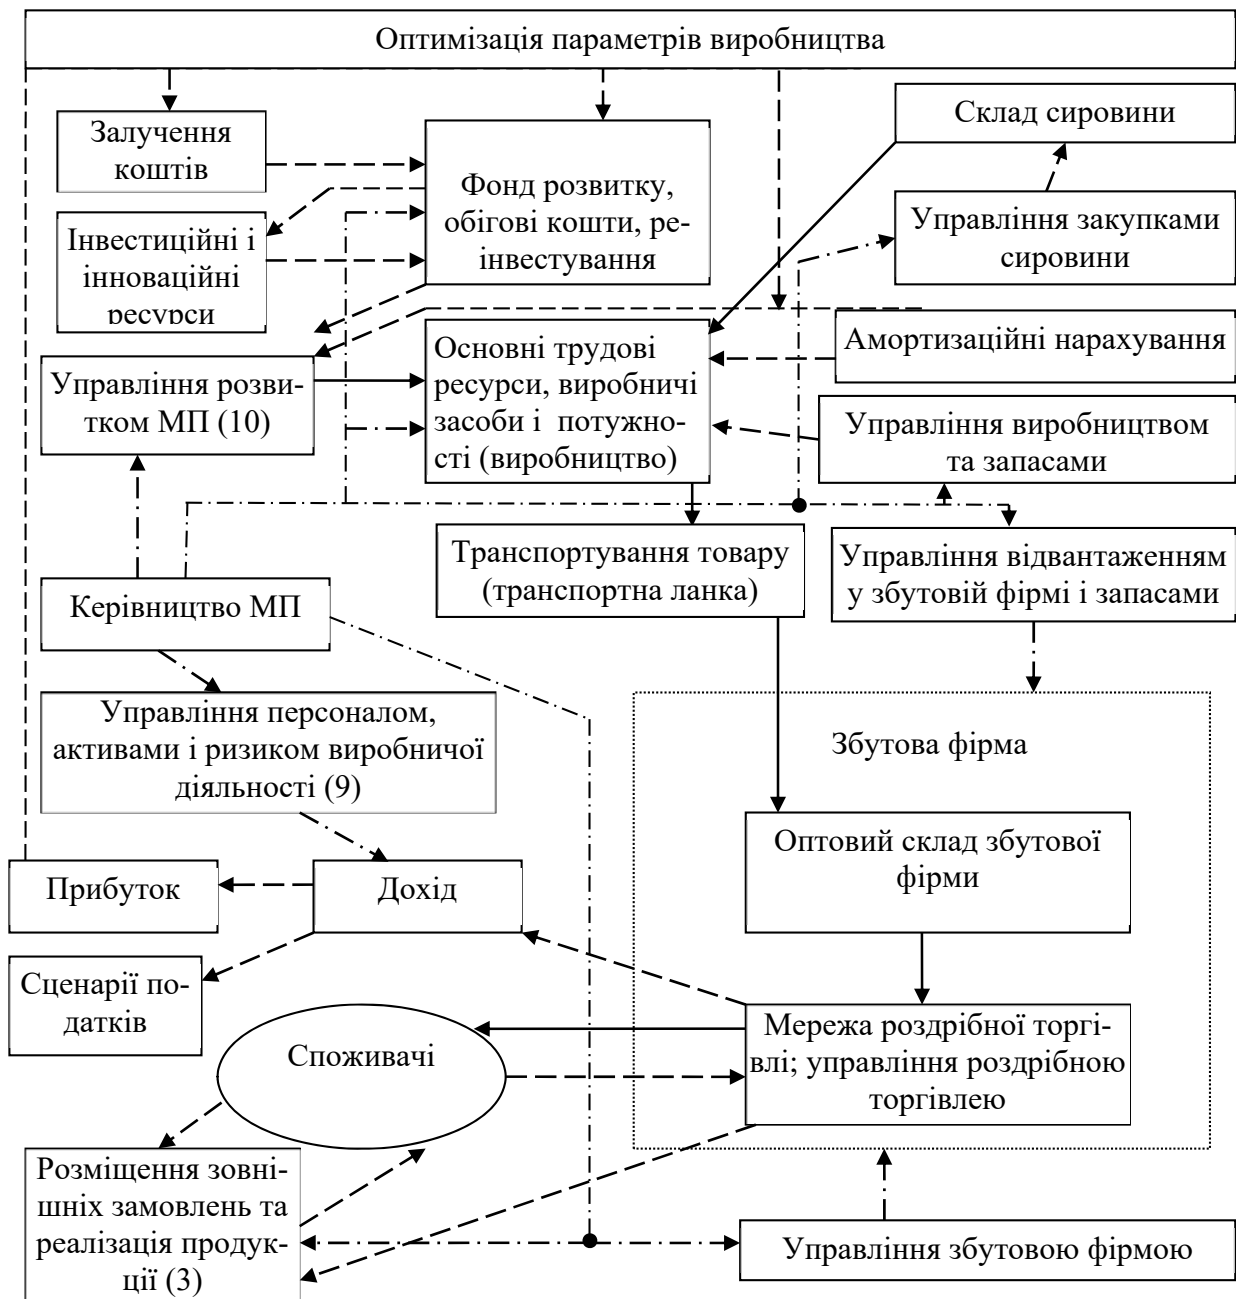 Оптимізація параметрів виробництва
Залучення
коштів
Склад сировини
Фонд розвитку,
обігові кошти, ре-
інвестування
Інвестиційні і
інноваційні
ресурси
Управління закупками
сировини
Амортизаційні нарахування
Основні трудові
ресурси, виробничі
засоби і потужно-
сті (виробництво)
Управління розви-
тком МП (10)
Управління виробництвом
та запасами
Транспортування товару
(транспортна ланка)
Управління відвантаженням
у збутовій фірмі і запасами
Керівництво МП
Управління персоналом,
активами і ризиком виробничої
діяльності (9)
Збутова фірма
Оптовий склад збутової
фірми
Прибуток
Дохід
Сценарії по-
датків
Споживачі
Мережа роздрібної торгі-
влі; управління роздрібною
торгівлею
Розміщення зовні-
шніх замовлень та
реалізація продук-
ції (3)
Управління збутовою фірмою